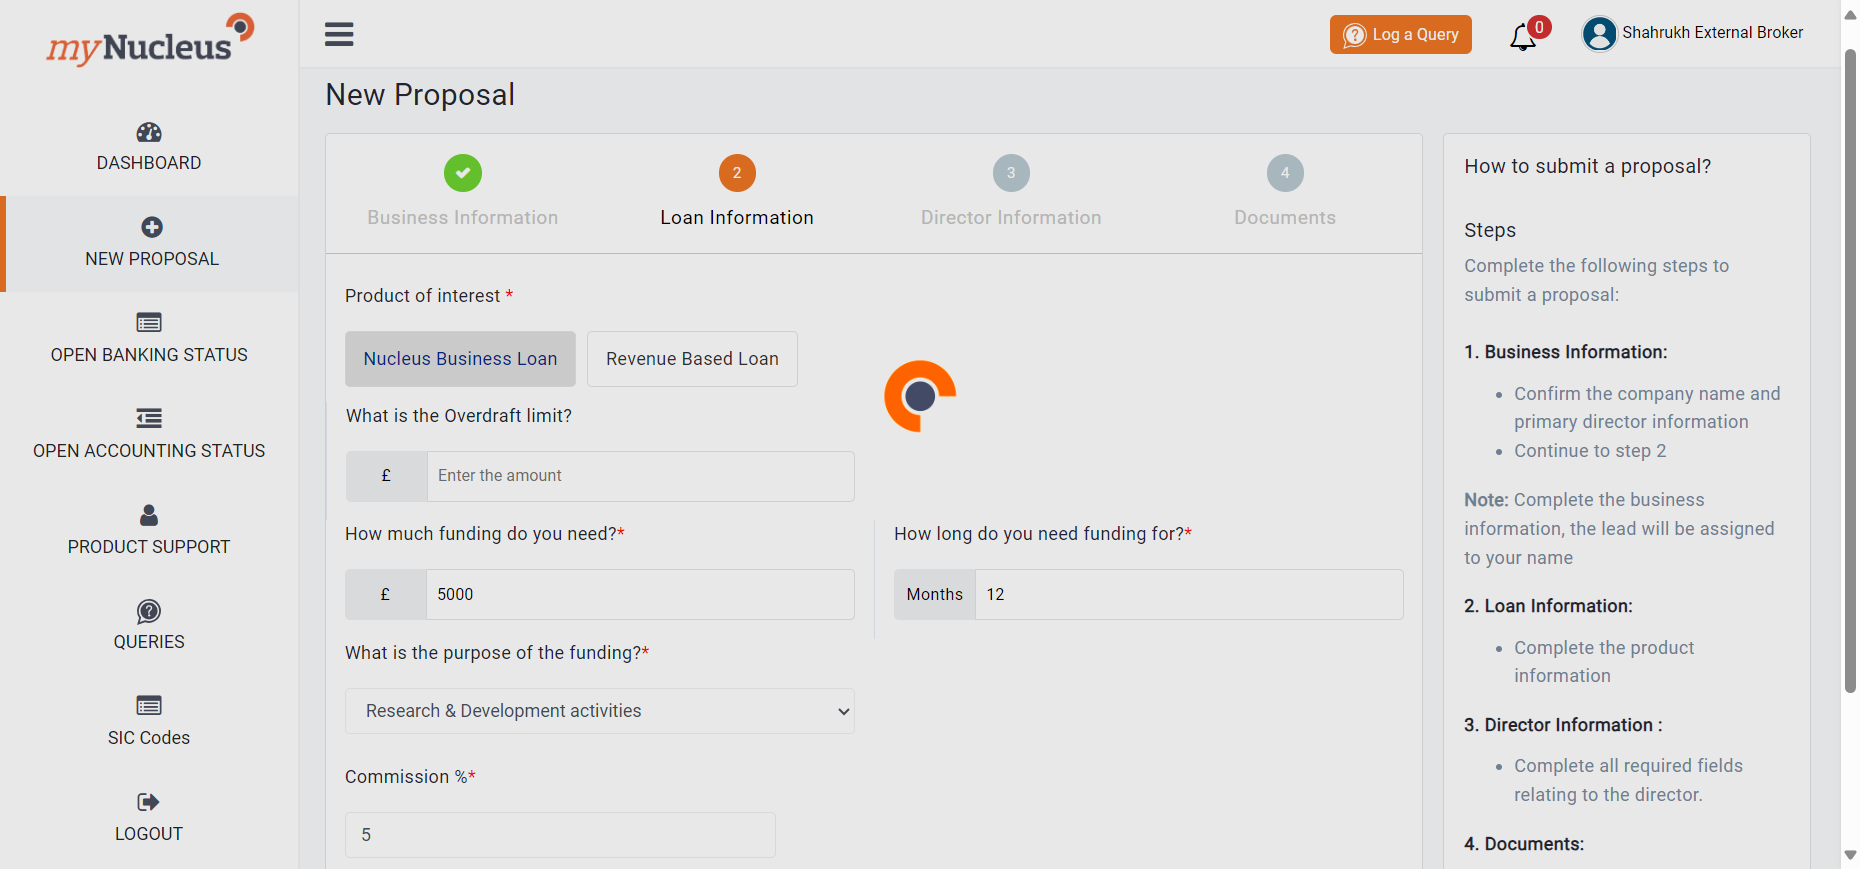 myNucleus
Log a Query
0
Shahrukh External Broker
DASHBOARD
NEW PROPOSAL
OPEN BANKING STATUS
OPEN ACCOUNTING STATUS
PRODUCT SUPPORT
QUERIES
SIC Codes
LOGOUT
New Proposal
2
3
4
Business Information
Loan Information
Director Information
Documents
Product of interest *
Nucleus Business Loan
Revenue Based Loan
What is the Overdraft limit?
£
Enter the amount
How much funding do you need?*
£
5000
How long do you need funding for?*
Months
12
What is the purpose of the funding?*
Research & Development activities
Commission %*
5
How to submit a proposal?
Steps
Complete the following steps to
submit a proposal:
1. Business Information:
• Confirm the company name and
primary director information
• Continue to step 2
Note: Complete the business
information, the lead will be assigned
to your name
2. Loan Information:
• Complete the product
information
3. Director Information :
• Complete all required fields
relating to the director.
4. Documents: